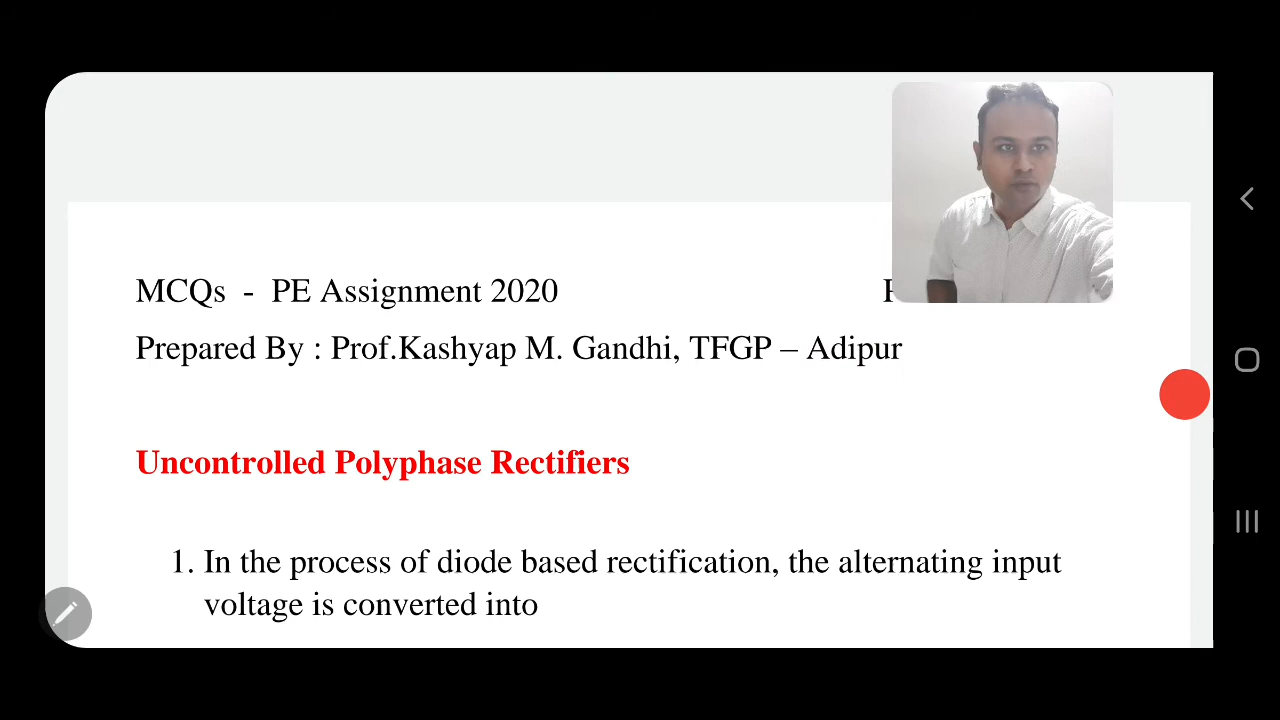 MCQs - PE Assignment 2020
Prepared By : Prof.Kashyap M. Gandhi, TFGP – Adipur
Uncontrolled Polyphase Rectifiers
1. In the process of diode based rectification, the alternating input
voltage is converted into